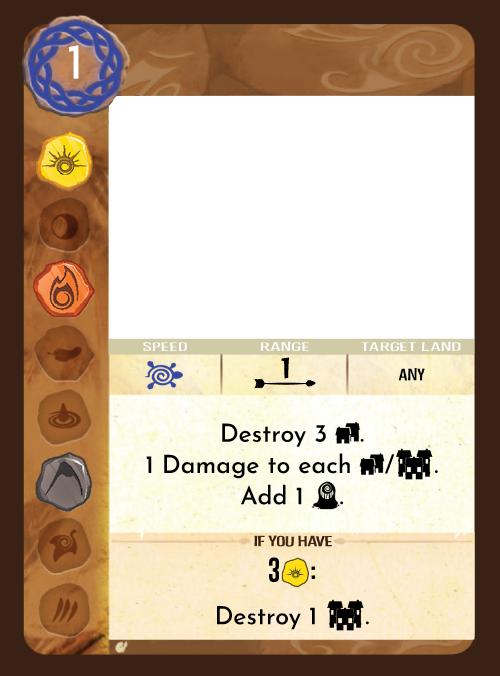 1
SPEED RANGE TARGET LAND
1 ANY
Destroy 3 .
1 Damage to each / .
Add 1 .
IF YOU HAVE
3 :
Destroy 1 .